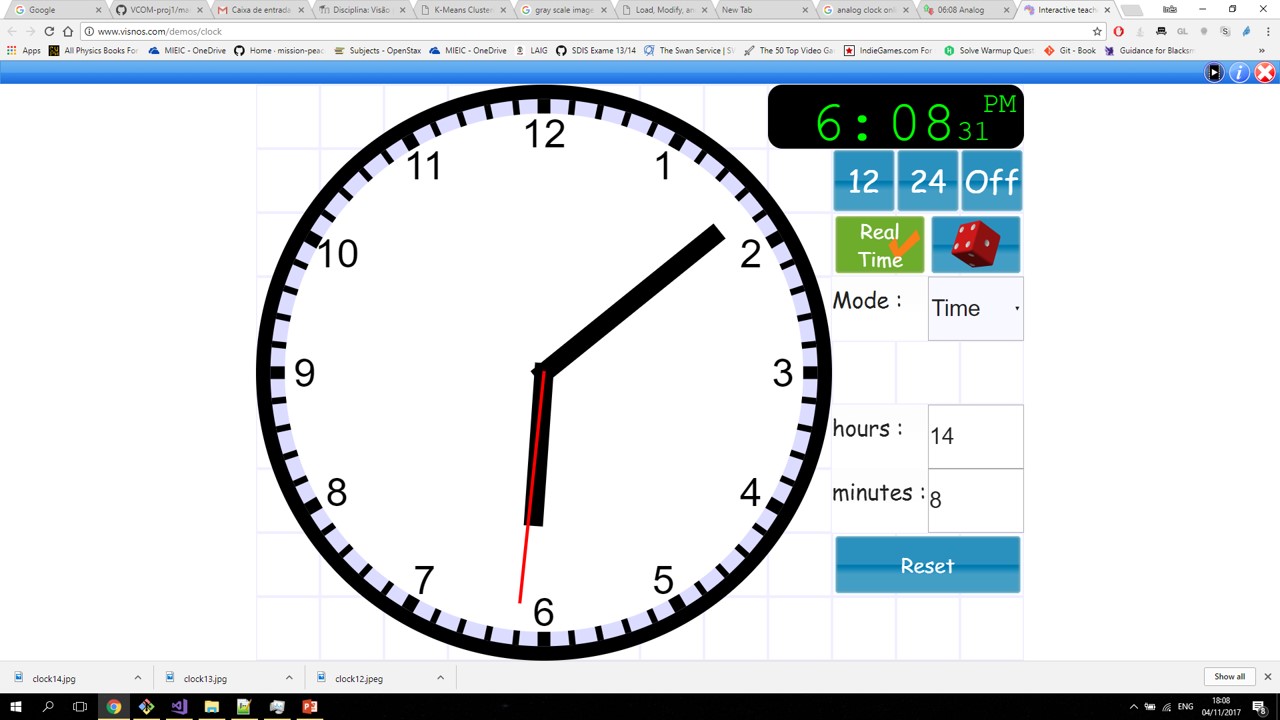 Google
VCOM-proj1/ma
Caixa de entrada
Disciplina: Visão
K-Means Cluster
gray scale image
Load, Modify, an
New Tab
analog clock onl
06:08 Analog
Interactive teach
www.visnos.com/demos/clock
Apps
All Physics Books For
MIEIC - OneDrive
Home · mission-peac
Subjects - OpenStax
MIEIC - OneDrive
LAIG
SDIS Exame 13/14
The Swan Service | S
The 50 Top Video Ga
IndieGames.com For
Solve Warmup Quest
Git - Book
Guidance for Blacksm
6:08 31 PM
12
11
1
10
2
9
3
8
4
7
5
6
12
24
Off
Real
Time
Mode :
Time
hours :
14
minutes :
8
Reset
clock14.jpg
clock13.jpg
clock12.jpeg
Show all
ENG
18:08
04/11/2017